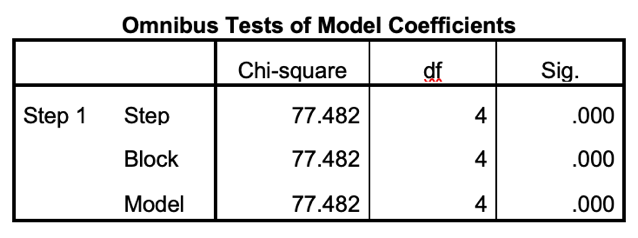 Omnibus Tests of Model Coefficients
Chi-square df Sig.
Step 1 Step 77.482 4 .000
Block 77.482 4 .000
Model 77.482 4 .000